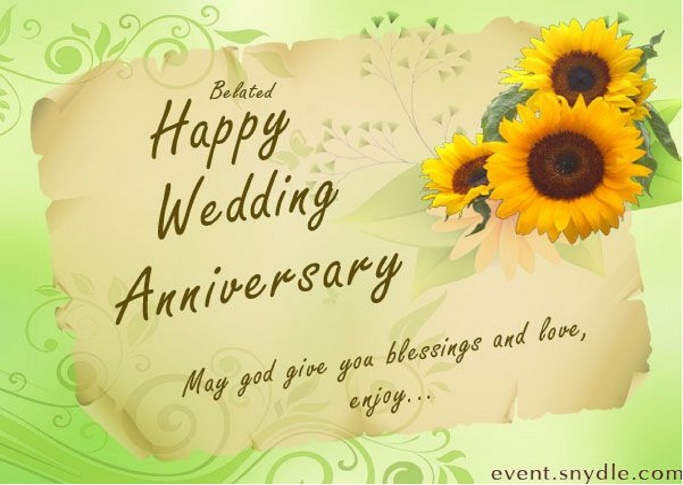 Belated
Happy
Wedding
Anniversary
May god give you blessings and love,
enjoy...
event.snydle.com